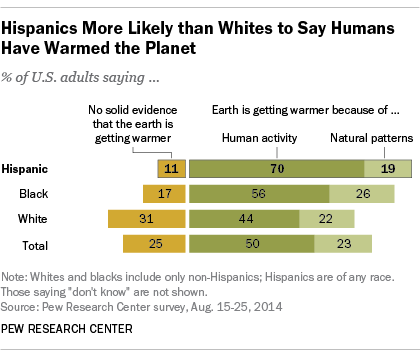 Hispanics More Likely than Whites to Say Humans
Have Warmed the Planet
% of U.S. adults saying ...
No solid evidence
that the earth is
getting warmer
Earth is getting warmer because of ...
Human activity
Natural patterns
Hispanic 11 70 19
Black 17 56 26
White 31 44 22
Total 25 50 23
Note: Whites and blacks include only non-Hispanics; Hispanics are of any race.
Those saying "don't know" are not shown.
Source: Pew Research Center survey, Aug. 15-25, 2014
PEW RESEARCH CENTER